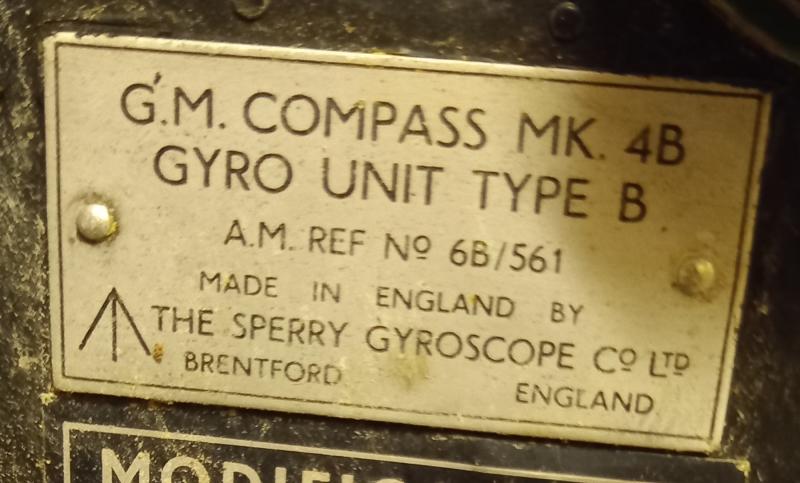 G.M. COMPASS MK. 4B
GYRO UNIT TYPE B
A.M. REF Nº 6B/561
MADE IN ENGLAND BY
THE SPERRY GYROSCOPE Cº LTD
BRENTFORD
ENGLAND